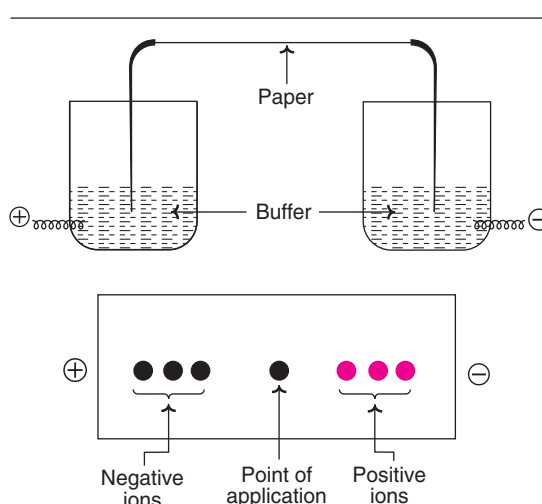 Paper
⊕
Buffer
⊖
⊕
⊖
Negative
ions
Point of
application
Positive
ions